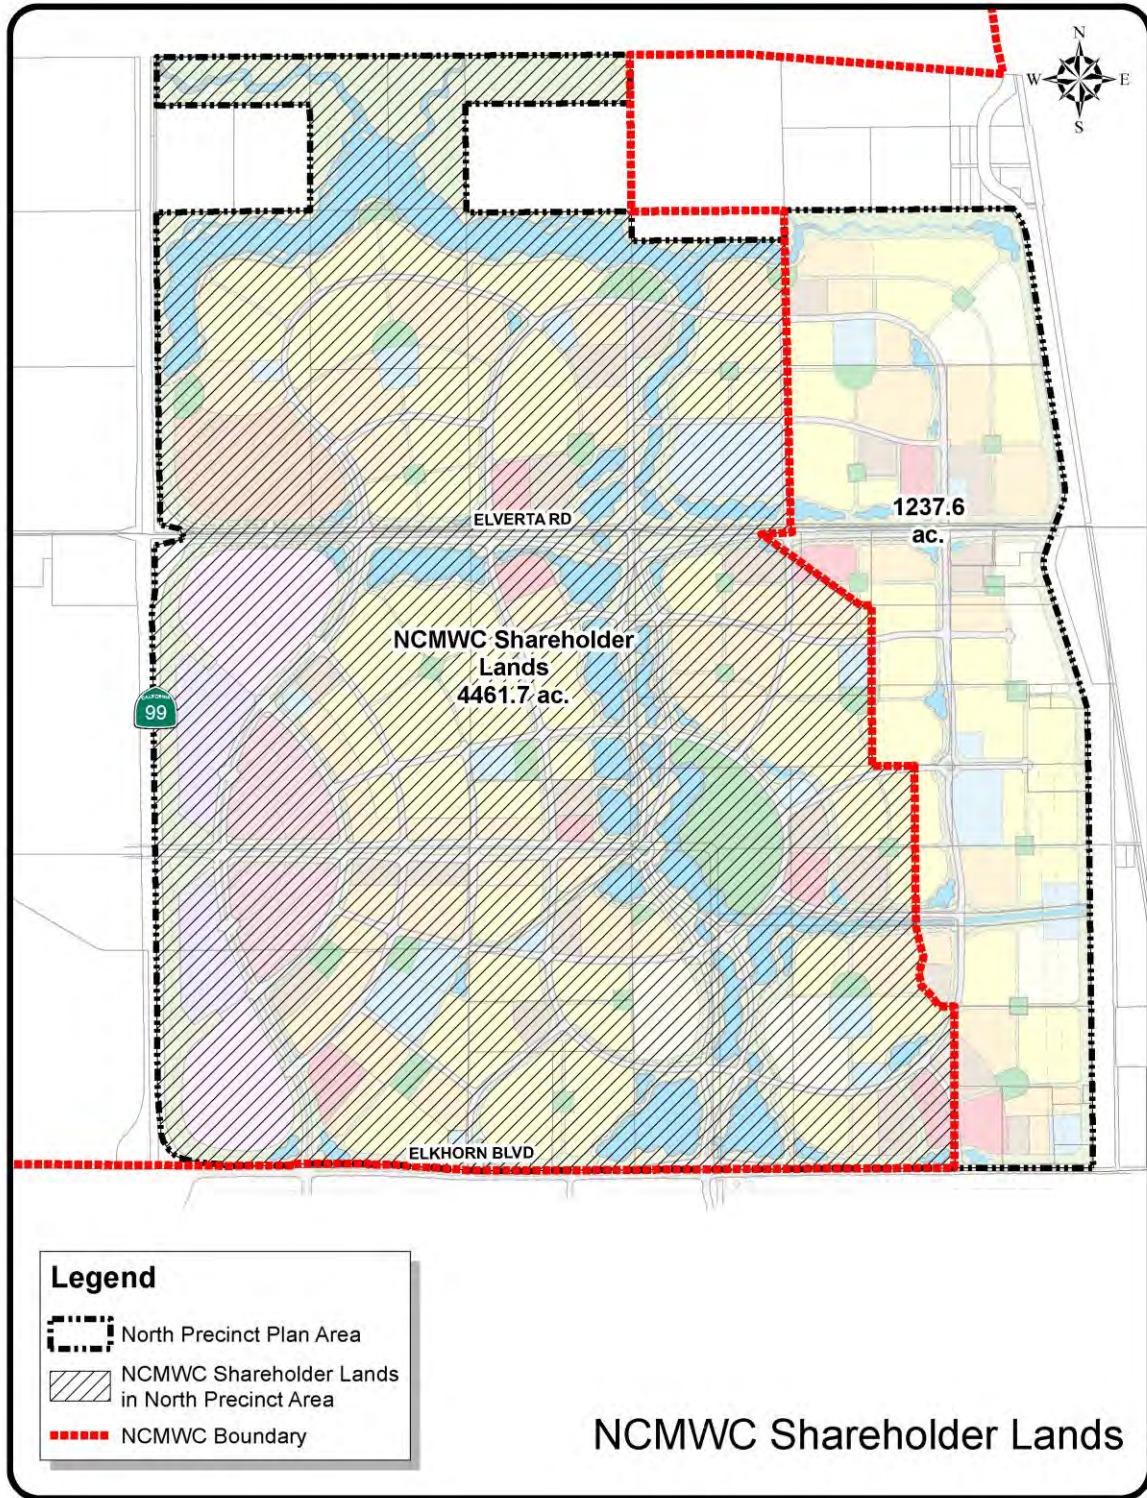 N
W
E
S
1237.6
ac.
ELVERTA RD
NCMWC Shareholder
Lands
4461.7 ac.
CALIFORNIA
99
ELKHORN BLVD
Legend
North Precinct Plan Area
NCMWC Shareholder Lands
in North Precinct Area
NCMWC Boundary
NCMWC Shareholder Lands